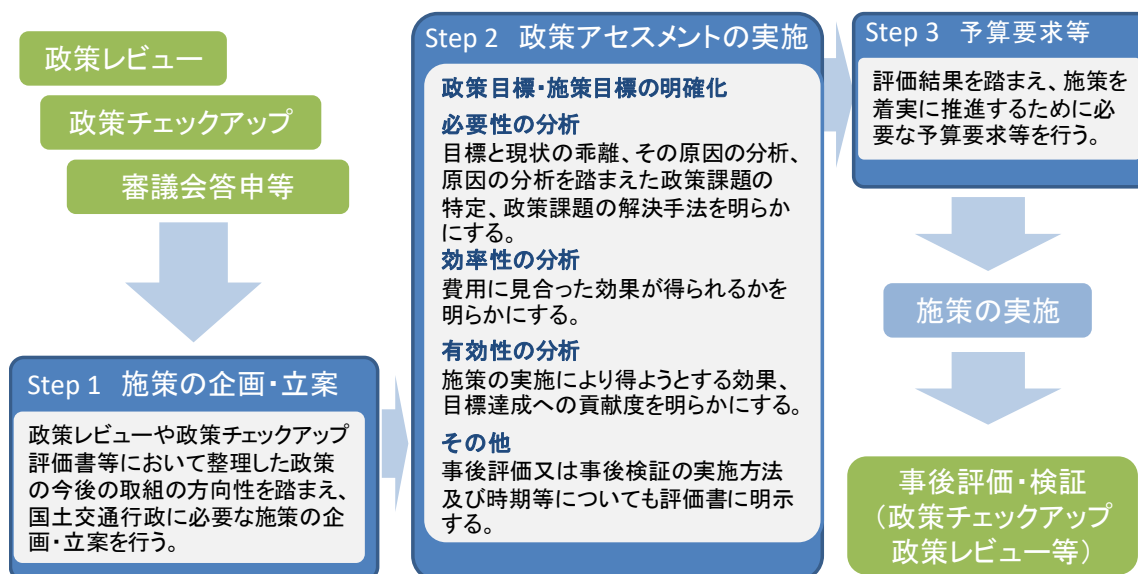 政策レビュー
政策チェックアップ
審議会答申等
Step 1 施策の企画・立案
政策レビューや政策チェックアップ
評価書等において整理した政策
の今後の取組の方向性を踏まえ、
国土交通行政に必要な施策の企
画・立案を行う。
Step 2 政策アセスメントの実施
政策目標・施策目標の明確化
必要性の分析
目標と現状の乖離、その原因の分析、
原因の分析を踏まえた政策課題の
特定、政策課題の解決手法を明らか
にする。
効率性の分析
費用に見合った効果が得られるかを
明らかにする。
有効性の分析
施策の実施により得ようとする効果、
目標達成への貢献度を明らかにする。
その他
事後評価又は事後検証の実施方法
及び時期等についても評価書に明示
する。
Step 3 予算要求等
評価結果を踏まえ、施策を
着実に推進するために必
要な予算要求等を行う。
施策の実施
事後評価・検証
（政策チェックアップ
政策レビュー等）